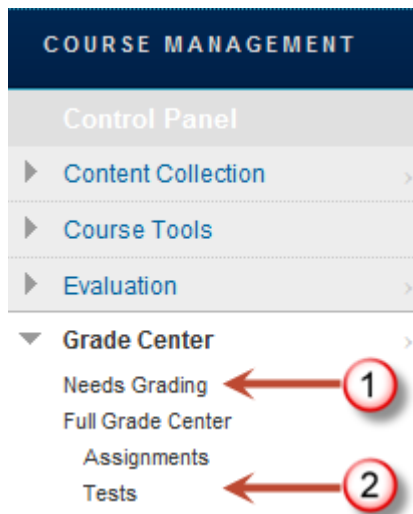 COURSE MANAGEMENT
Control Panel
Content Collection
Course Tools
Evaluation
Grade Center
Needs Grading
1
Full Grade Center
Assignments
Tests
2